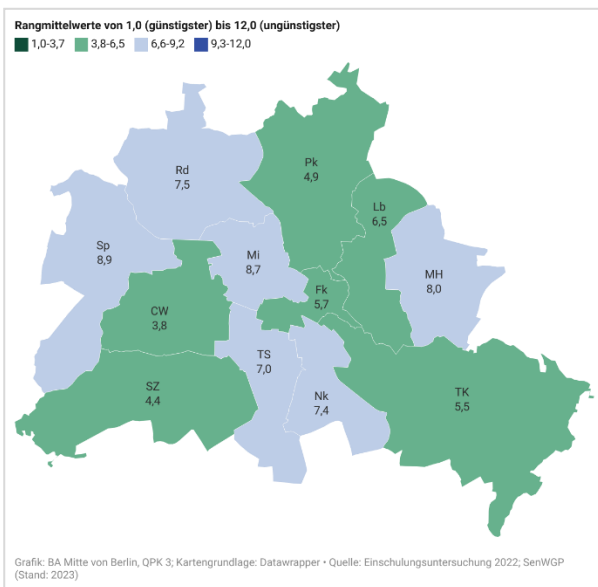 Rangmittelwerte von 1,0 (günstigster) bis 12,0 (ungünstigster)
1,0-3,7 3,8-6,5 6,6-9,2 9,3-12,0
Pk
4,9
Rd
7,5
Lb
6,5
Sp
8,9
Mi
8,7
MH
8,0
Fk
5,7
CW
3,8
TS
7,0
SZ
4,4
Nk
7,4
TK
5,5
Grafik: BA Mitte von Berlin, QPK 3; Kartengrundlage: Datawrapper • Quelle: Einschulungsuntersuchung 2022; SenWGP
(Stand: 2023)